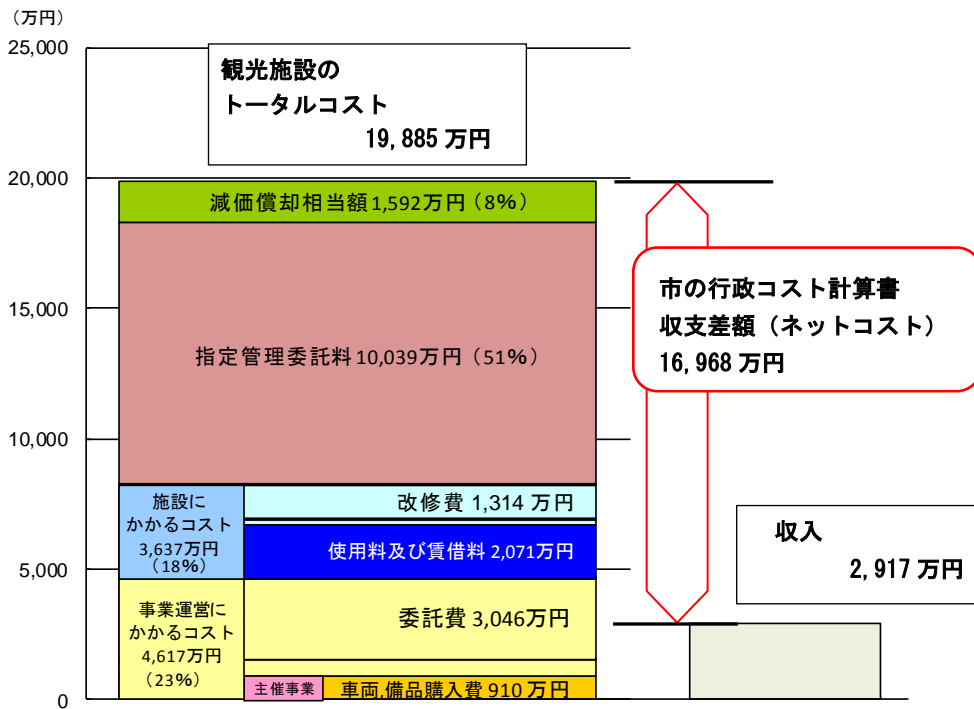 （万円）
25,000
20,000
15,000
10,000
5,000
0
観光施設の
トータルコスト
19,885 万円
減価償却相当額 1,592万円（8%）
指定管理委託料 10,039万円（51%）
施設に
かかるコスト
3,637万円
（18%）
改修費 1,314 万円
使用料及び賃借料 2,071万円
事業運営に
かかるコスト
4,617万円
（23%）
委託費 3,046万円
主催事業
車両,備品購入費 910 万円
市の行政コスト計算書
収支差額（ネットコスト）
16,968 万円
収入
2,917 万円